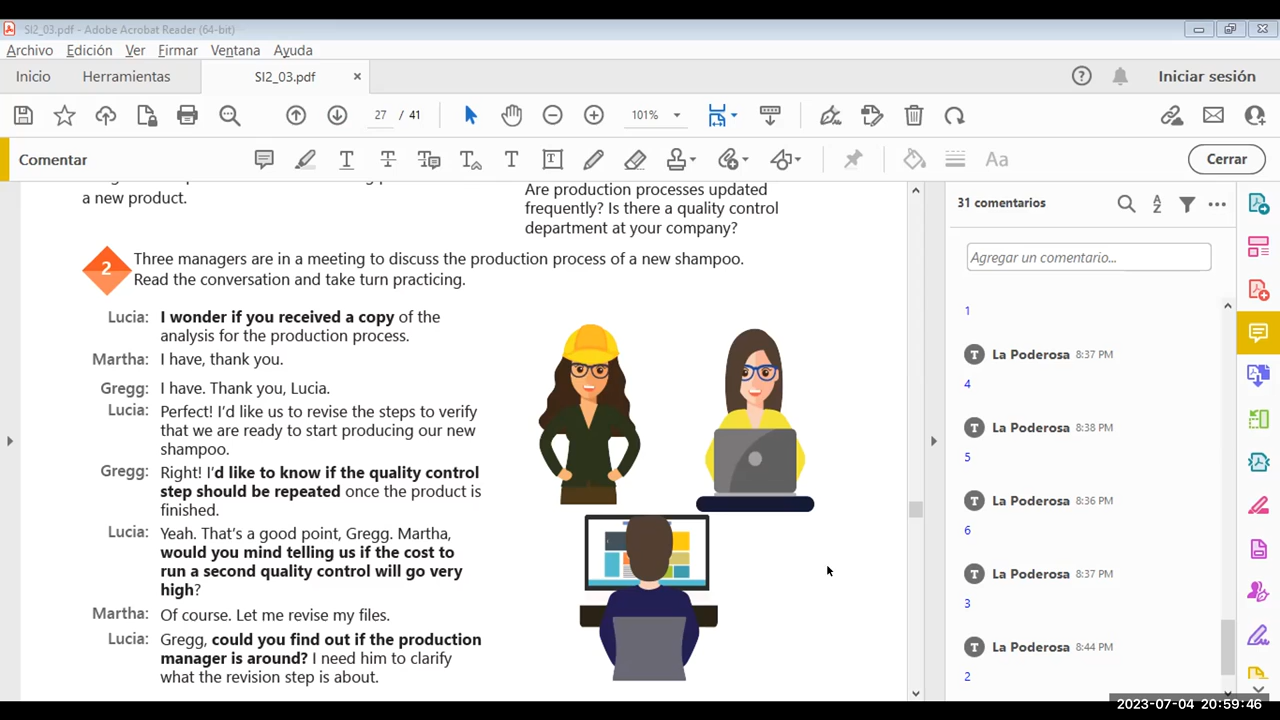 SI2_03.pdf - Adobe Acrobat Reader (64-bit)
Archivo Edición Ver Firmar Ventana Ayuda
Inicio Herramientas SI2_03.pdf × Iniciar sesión
27 / 41 101%
Comentar Cerrar
a new product.
Are production processes updated
frequently? Is there a quality control
department at your company?
2
Three managers are in a meeting to discuss the production process of a new shampoo.
Read the conversation and take turn practicing.
Lucia: I wonder if you received a copy of the
analysis for the production process.
Martha: I have, thank you.
Gregg: I have. Thank you, Lucia.
Lucia: Perfect! I'd like us to revise the steps to verify
that we are ready to start producing our new
shampoo.
Gregg: Right! I'd like to know if the quality control
step should be repeated once the product is
finished.
Lucia: Yeah. That's a good point, Gregg. Martha,
would you mind telling us if the cost to
run a second quality control will go very
high?
Martha: Of course. Let me revise my files.
Lucia: Gregg, could you find out if the production
manager is around? I need him to clarify
what the revision step is about.
31 comentarios
Agregar un comentario...
1
La Poderosa 8:37 PM
4
La Poderosa 8:38 PM
5
La Poderosa 8:36 PM
6
La Poderosa 8:37 PM
3
La Poderosa 8:44 PM
2
2023-07-04 20:59:46